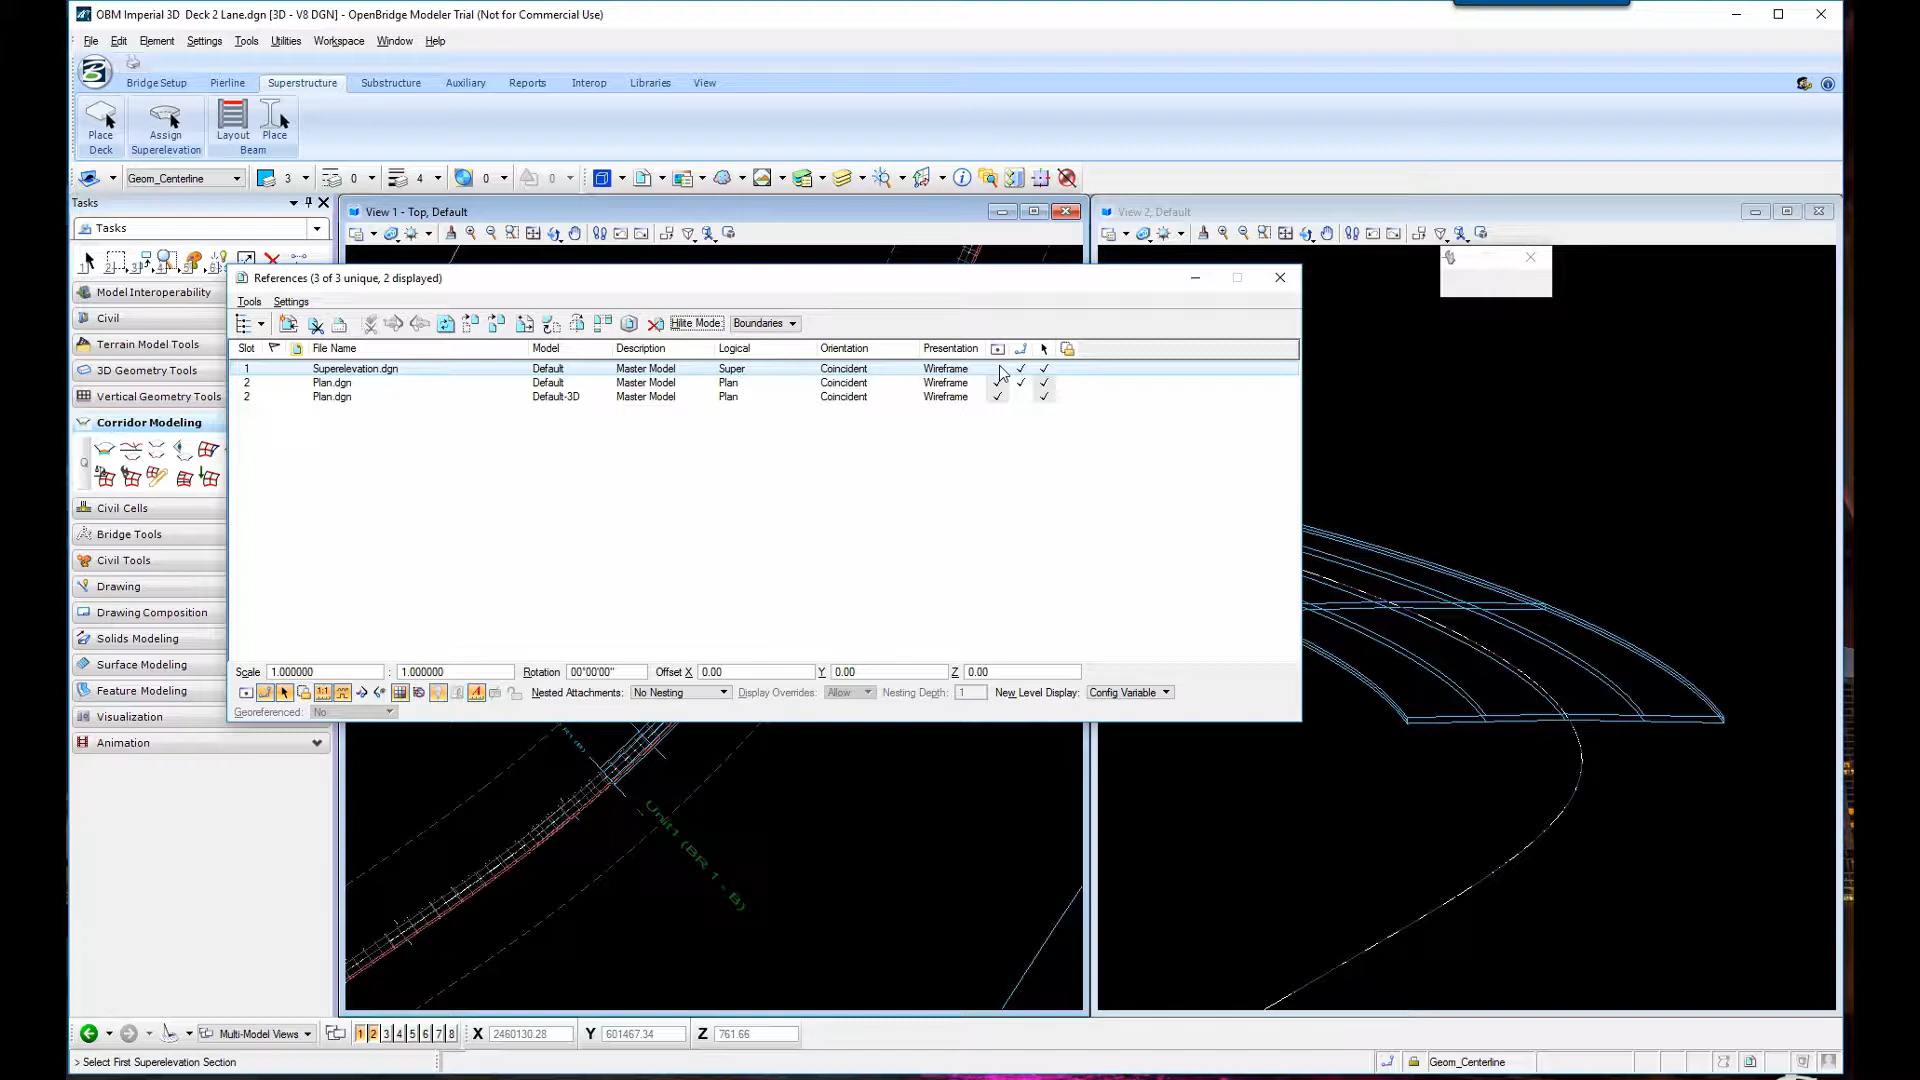 OBM Imperial 3D  Deck 2 Lane.dgn [3D - V8 DGN] - OpenBridge Modeler Trial (Not for Commercial Use)
File Edit Element Settings Tools Utilities Workspace Window Help
Bridge Setup Pierline Superstructure Substructure Auxiliary Reports Interop Libraries View
Place Assign Layout Place
Deck Superelevation Beam
Geom_Centerline 3 0 4 0 0
Tasks
View 1 - Top, Default
View 2, Default
Tasks
Model Interoperability
Civil
Terrain Model Tools
3D Geometry Tools
Vertical Geometry Tools
Corridor Modeling
Civil Cells
Bridge Tools
Civil Tools
Drawing
Drawing Composition
Solids Modeling
Surface Modeling
Feature Modeling
Visualization
Animation
References (3 of 3 unique, 2 displayed)
Tools Settings
Hilite Mode: Boundaries
Slot File Name Model Description Logical Orientation Presentation
1 Superelevation.dgn Default Master Model Super Coincident Wireframe
2 Plan.dgn Default Master Model Plan Coincident Wireframe
2 Plan.dgn Default-3D Master Model Plan Coincident Wireframe
Scale 1.000000 : 1.000000 Rotation 00°00'00" Offset X 0.00 Y 0.00 Z 0.00
Nested Attachments: No Nesting Display Overrides: Allow Nesting Depth: 1 New Level Display: Config Variable
Georeferenced: No
Unit1 (BR 1 - B)
Multi-Model Views 1 2 3 4 5 6 7 8 X 2460130.28 Y 601467.34 Z 761.66
> Select First Superelevation Section
Geom_Centerline